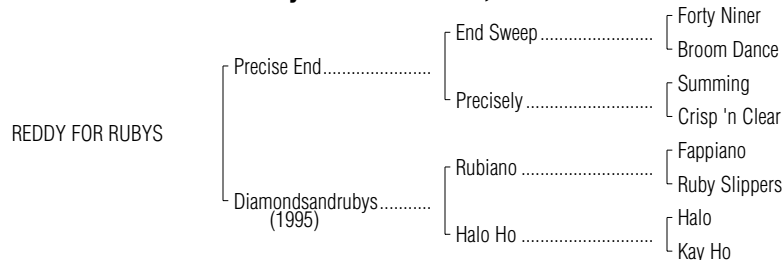 Forty Niner
End Sweep
Broom Dance
Precise End
Summing
Precisely
Crisp 'n Clear
REDDY FOR RUBYS
Fappiano
Rubiano
Ruby Slippers
Diamondsandrubys
(1995)
Halo
Halo Ho
Kay Ho